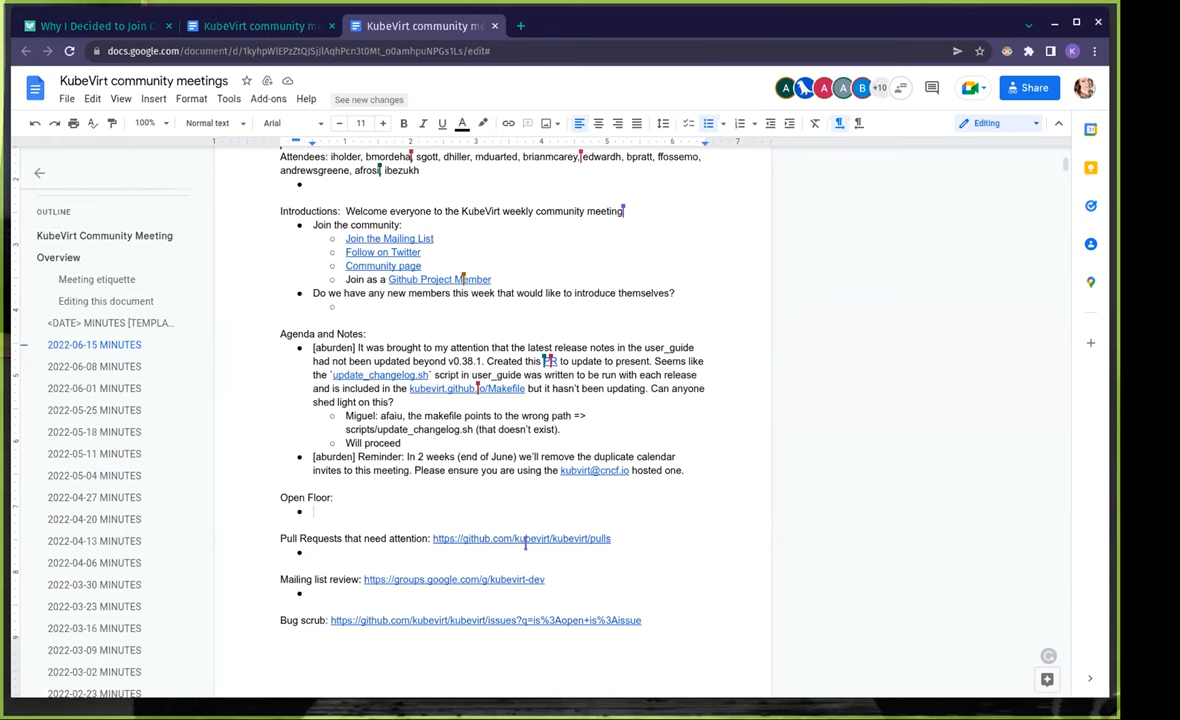 Why I Decided to Join C
KubeVirt community m
KubeVirt community m
docs.google.com/document/d/1kyhpWlEPzZtQJSjjlAqhPcn3t0Mt_o0amhpuNPGs1Ls/edit#
K
KubeVirt community meetings
File Edit View Insert Format Tools Add-ons Help See new changes
A A A B +10
Share
100% Normal text Arial 11 B I U A Editing
1 1 2 3 4 5 6 7
Attendees: iholder, bmordeha, sgott, dhiller, mduarted, brianmcarey, edwardh, bpratt, ffossemo,
andrewsgreene, afrosi, ibezukh
Introductions: Welcome everyone to the KubeVirt weekly community meeting
Join the community:
Join the Mailing List
Follow on Twitter
Community page
Join as a Github Project Member
Do we have any new members this week that would like to introduce themselves?
Agenda and Notes:
[aburden] It was brought to my attention that the latest release notes in the user_guide
had not been updated beyond v0.38.1. Created this PR to update to present. Seems like
the `update_changelog.sh` script in user_guide was written to be run with each release
and is included in the kubevirt.github.io/Makefile but it hasn't been updating. Can anyone
shed light on this?
Miguel: afaiu, the makefile points to the wrong path =>
scripts/update_changelog.sh (that doesn't exist).
Will proceed
[aburden] Reminder: In 2 weeks (end of June) we'll remove the duplicate calendar
invites to this meeting. Please ensure you are using the kubvirt@cncf.io hosted one.
Open Floor:
Pull Requests that need attention: https://github.com/kubevirt/kubevirt/pulls
Mailing list review: https://groups.google.com/g/kubevirt-dev
Bug scrub: https://github.com/kubevirt/kubevirt/issues?q=is%3Aopen+is%3Aissue
OUTLINE
KubeVirt Community Meeting
Overview
Meeting etiquette
Editing this document
<DATE> MINUTES [TEMPLA...
2022-06-15 MINUTES
2022-06-08 MINUTES
2022-06-01 MINUTES
2022-05-25 MINUTES
2022-05-18 MINUTES
2022-05-11 MINUTES
2022-05-04 MINUTES
2022-04-27 MINUTES
2022-04-20 MINUTES
2022-04-13 MINUTES
2022-04-06 MINUTES
2022-03-30 MINUTES
2022-03-23 MINUTES
2022-03-16 MINUTES
2022-03-09 MINUTES
2022-03-02 MINUTES
2022-02-23 MINUTES